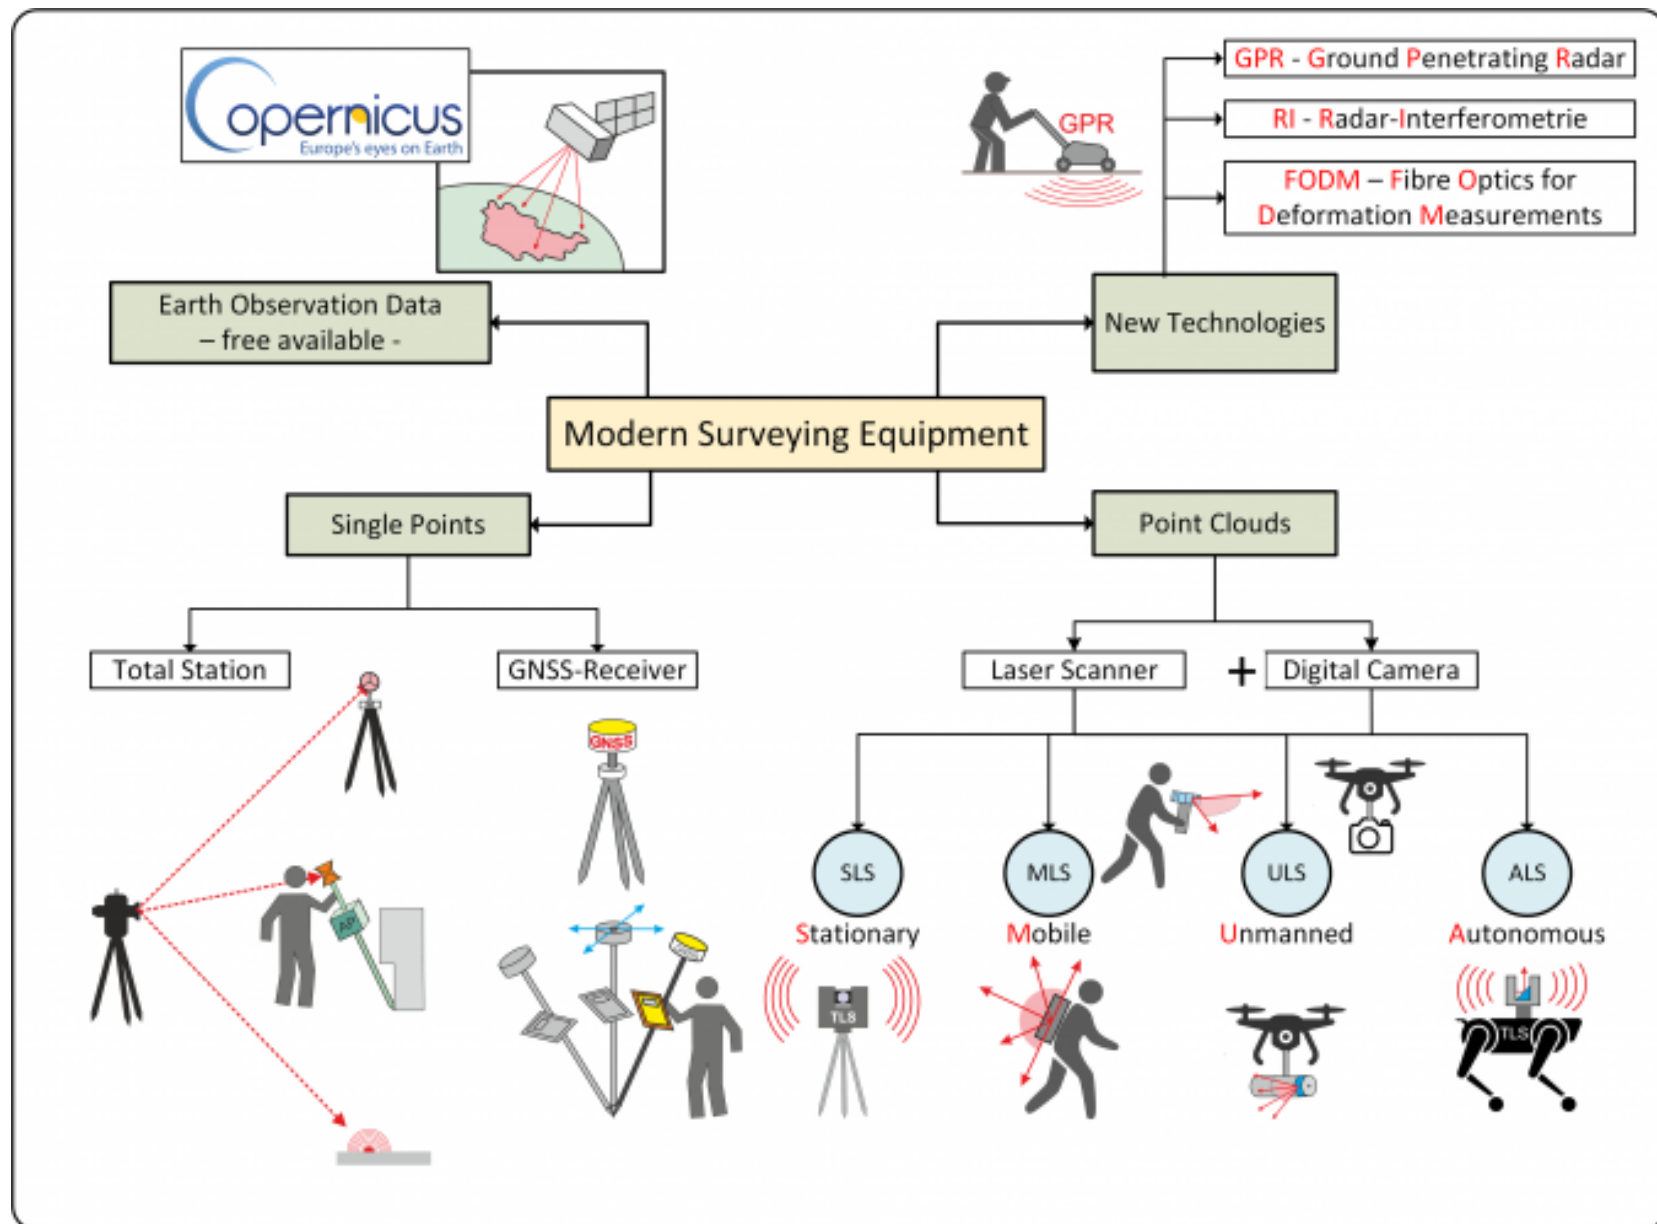 Copernicus
Europe's eyes on Earth
GPR
GPR - Ground Penetrating Radar
RI - Radar-Interferometrie
FODM – Fibre Optics for
Deformation Measurements
Earth Observation Data
– free available -
New Technologies
Modern Surveying Equipment
Single Points
Point Clouds
Total Station
GNSS-Receiver
Laser Scanner
+
Digital Camera
GNSS
SLS
MLS
ULS
ALS
AP
Stationary
Mobile
Unmanned
Autonomous
TLS
TLS